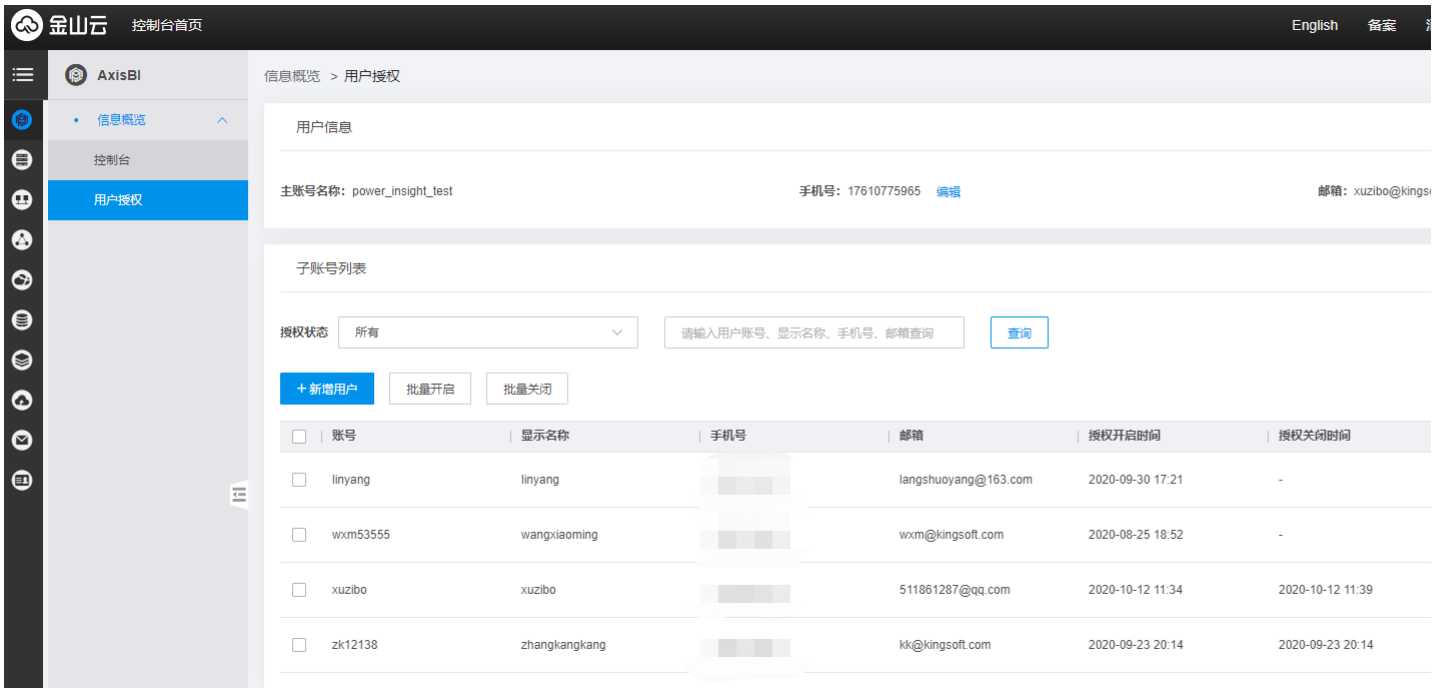 金山云 控制台首页 English 备案
AxisBI
信息概览 > 用户授权
信息概览
控制台
用户授权
用户信息
主账号名称：power_insight_test 手机号：17610775965 编辑 邮箱：xuzibo@kings
子账号列表
授权状态 所有 请输入用户账号、显示名称、手机号、邮箱查询 查询
+新增用户 批量开启 批量关闭
账号 显示名称 手机号 邮箱 授权开启时间 授权关闭时间
linyang linyang langshuoyang@163.com 2020-09-30 17:21 -
wxm53555 wangxiaoming wxm@kingsoft.com 2020-08-25 18:52 -
xuzibo xuzibo 511861287@qq.com 2020-10-12 11:34 2020-10-12 11:39
zk12138 zhangkangkang kk@kingsoft.com 2020-09-23 20:14 2020-09-23 20:14